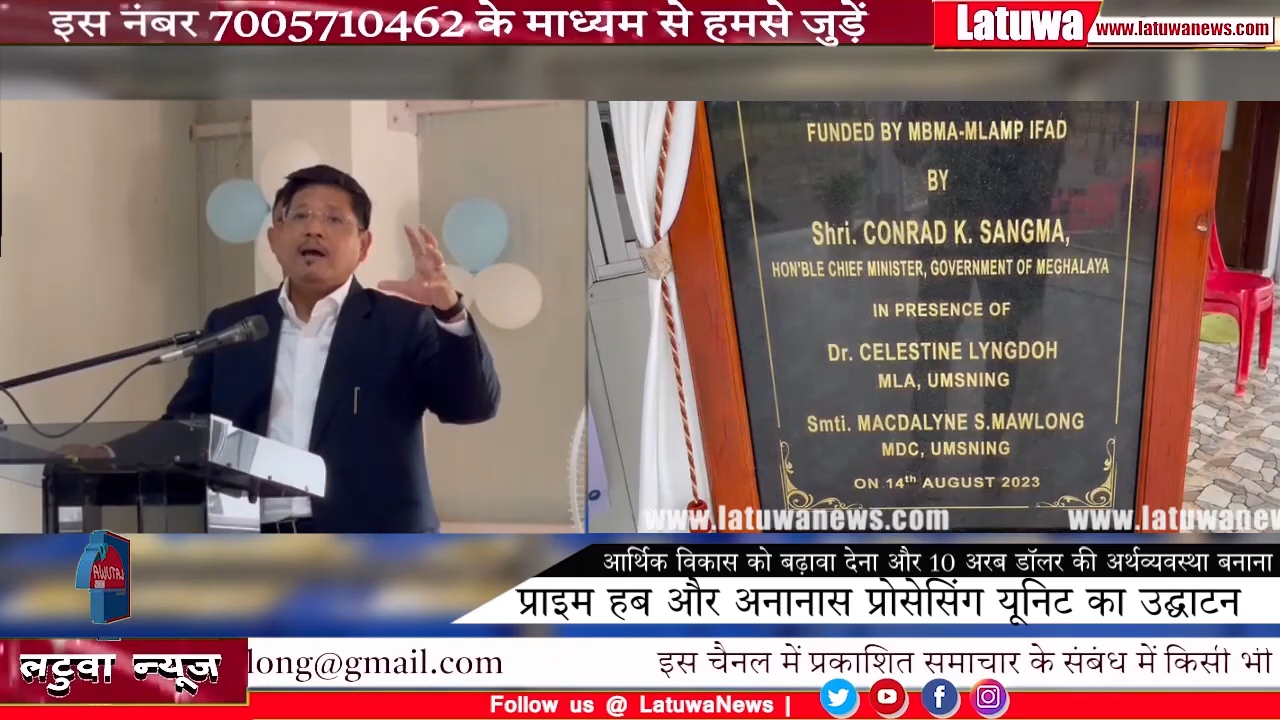 इस नंबर 7005710462 के माध्यम से हमसे जुड़ें
Latuwa
www.latuwanews.com
FUNDED BY MBMA-MLAMP IFAD
BY
Shri. CONRAD K. SANGMA,
HON'BLE CHIEF MINISTER, GOVERNMENT OF MEGHALAYA
IN PRESENCE OF
Dr. CELESTINE LYNGDOH
MLA, UMSNING
Smti. MACDALYNE S.MAWLONG
MDC, UMSNING
ON 14th AUGUST 2023
www.latuwanews.com
www.latuwanews
आर्थिक विकास को बढ़ावा देना और 10 अरब डॉलर की अर्थव्यवस्था बनाना
प्राइम हब और अनानास प्रोसेसिंग यूनिट का उद्घाटन
लटुवा न्यूज
long@gmail.com
इस चैनल में प्रकाशित समाचार के संबंध में किसी भी
Follow us @ LatuwaNews |